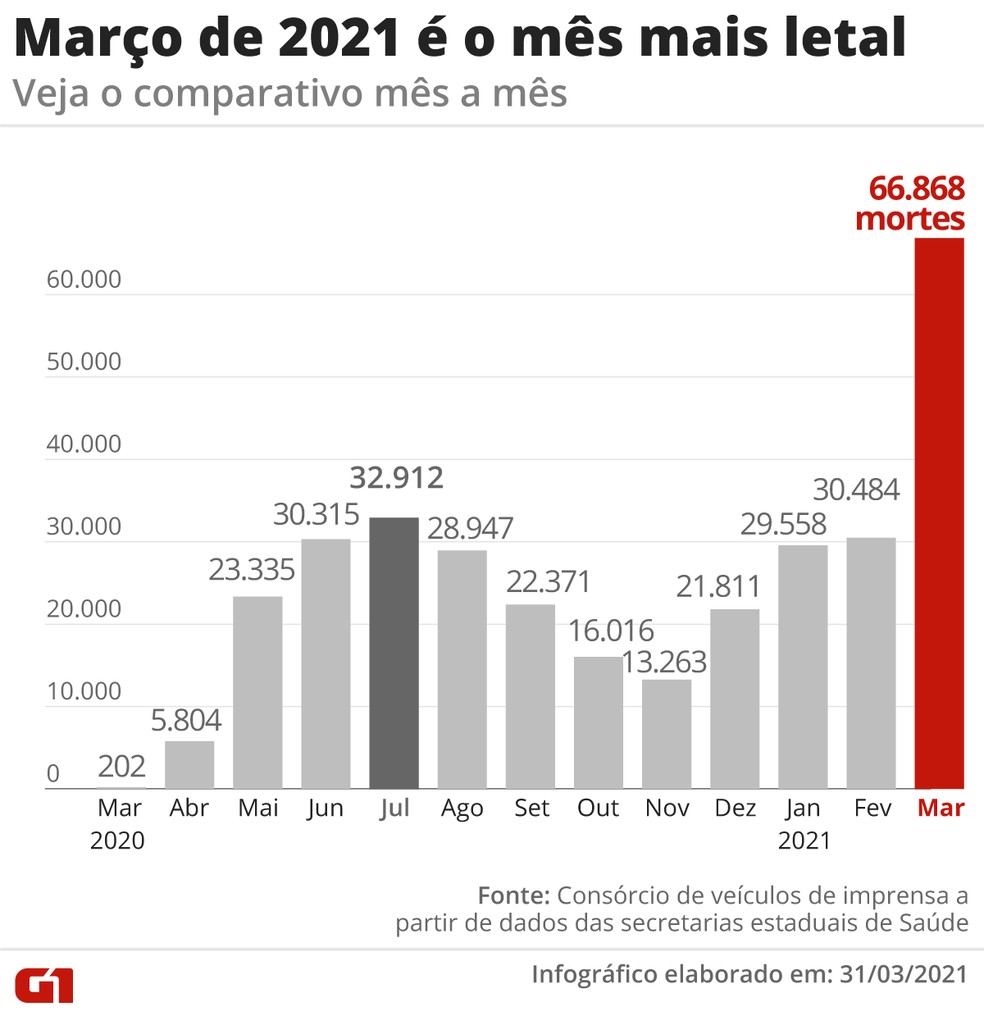 Março de 2021 é o mês mais letal
Veja o comparativo mês a mês
66.868
mortes
60.000
50.000
40.000
30.000
20.000
10.000
0
202
5.804
23.335
30.315
32.912
28.947
22.371
16.016
13.263
21.811
29.558
30.484
Mar Abr Mai Jun Jul Ago Set Out Nov Dez Jan Fev Mar
2020 2021
Fonte: Consórcio de veículos de imprensa a
partir de dados das secretarias estaduais de Saúde
G1
Infográfico elaborado em: 31/03/2021